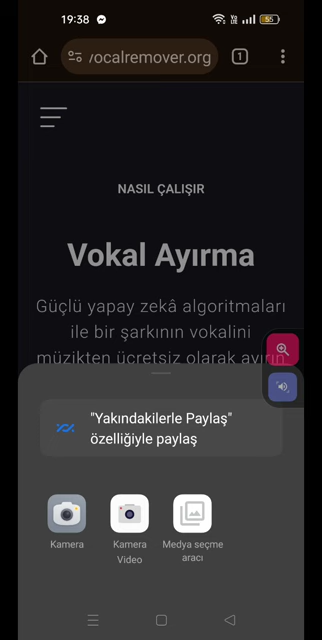 19:38
55
vocalremover.org
1
NASIL ÇALIŞIR
Vokal Ayırma
Güçlü yapay zekâ algoritmaları
ile bir şarkının vokalini
müzikten ücretsiz olarak ayırın
"Yakındakilerle Paylaş"
özelliğiyle paylaş
Kamera
Kamera
Video
Medya seçme
aracı